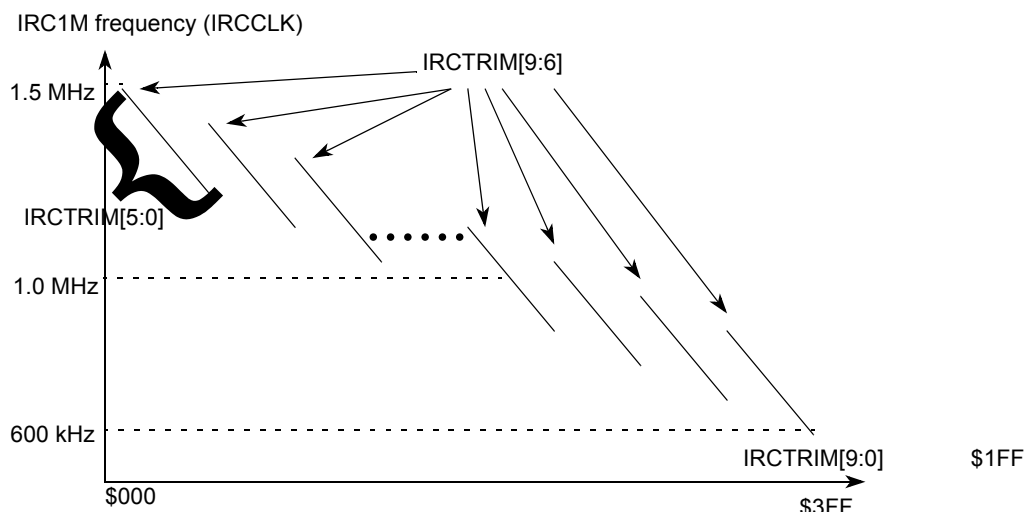 IRC1M frequency (IRCCLK)
IRCTRIM[9:6]
1.5 MHz
IRCTRIM[5:0]
1.0 MHz
600 kHz
IRCTRIM[9:0]
$1FF
$000
$3FF